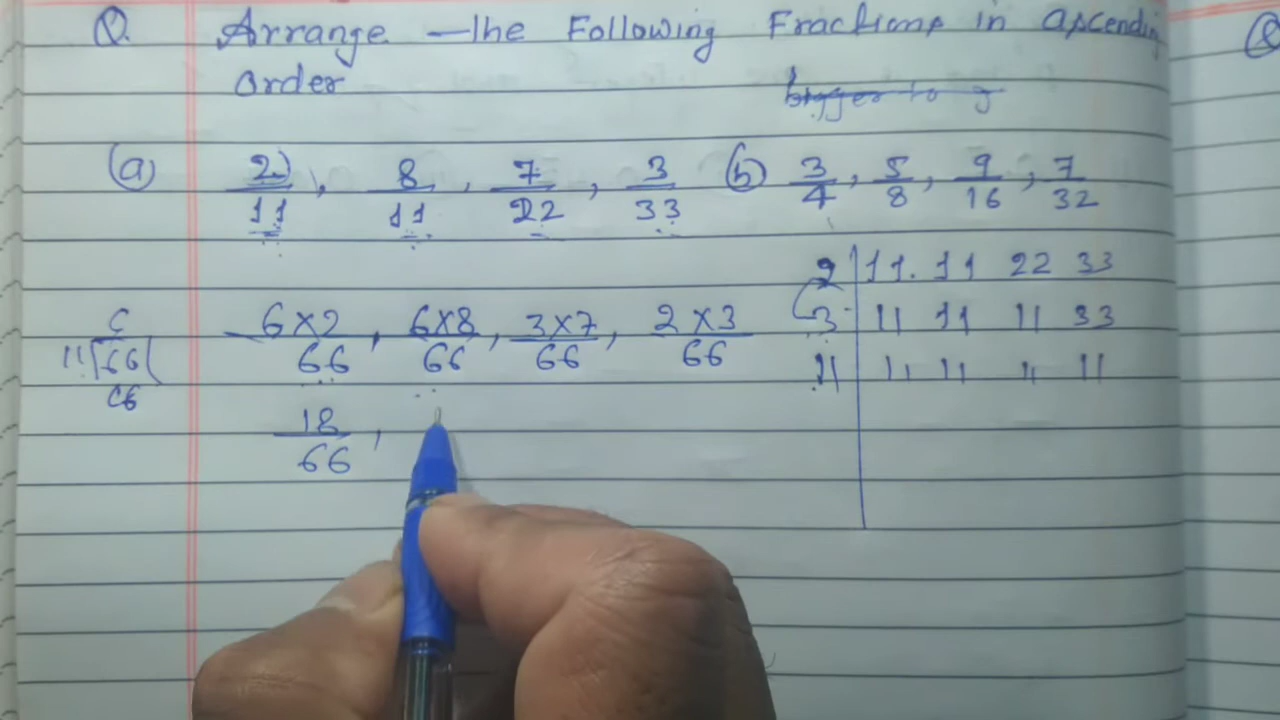 Q. Arrange the Following Fractions in Ascending
Order
bigger to
(a) 2/11, 8/11, 7/22, 3/33 (b) 3/4, 5/8, 9/16, 7/32
2 | 11. 11 22 33
6×2/66, 6×8/66, 3×7/66, 2×3/66
3 | 11 11 11 33
11 | 11 11 11 11
6
11 66
66
18/66,